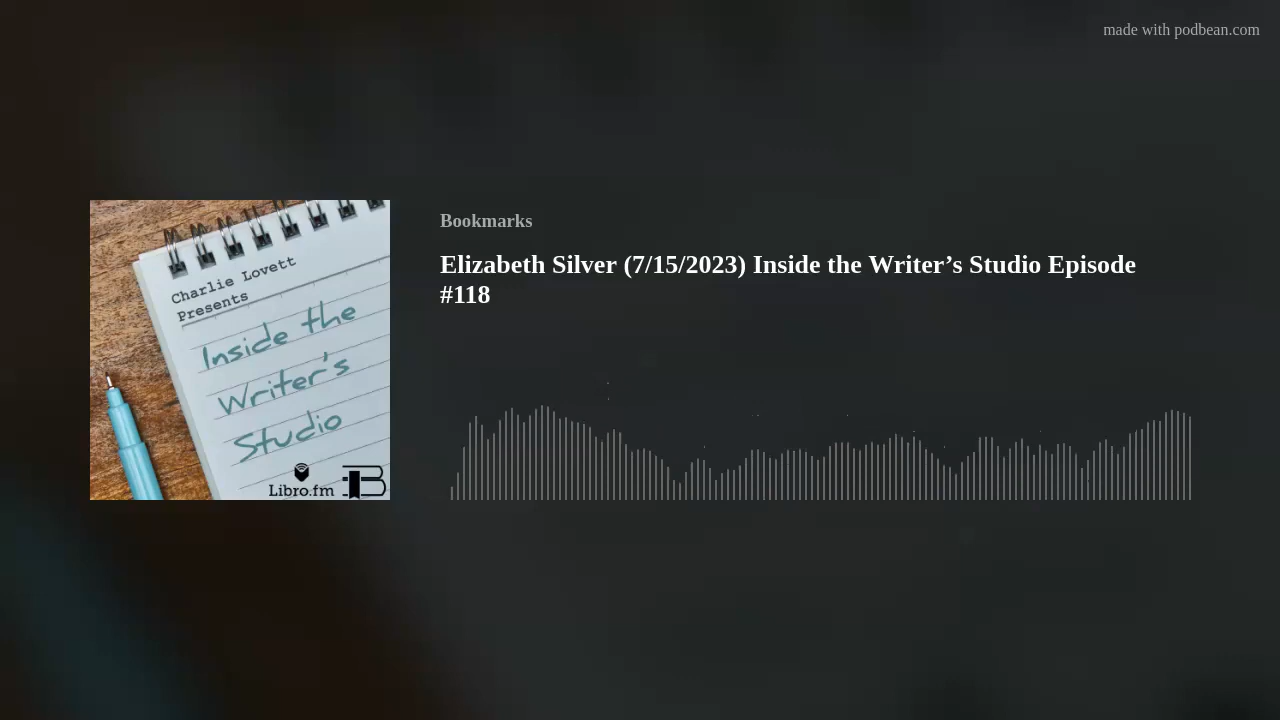 made with podbean.com
Bookmarks
Elizabeth Silver (7/15/2023) Inside the Writer’s Studio Episode
#118
Charlie Lovett
Presents
Inside the
Writer's
Studio
Libro.fm
B